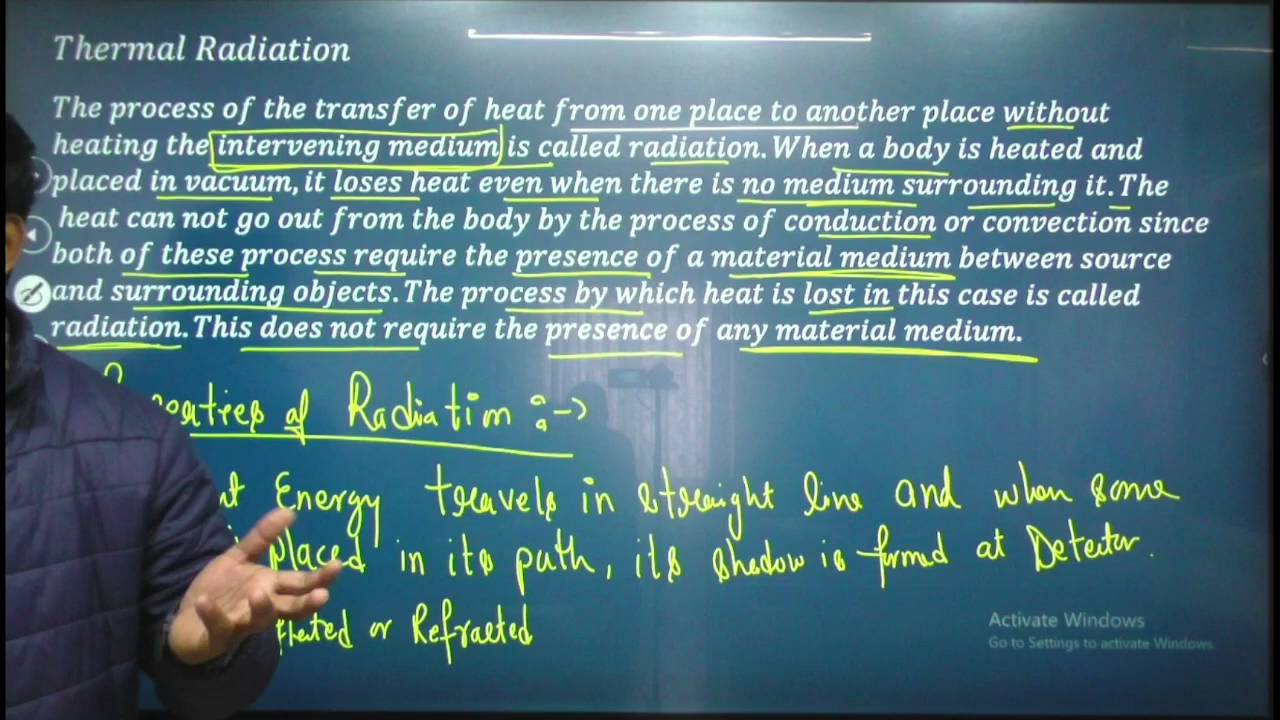 Thermal Radiation
The process of the transfer of heat from one place to another place without
heating the intervening medium is called radiation. When a body is heated and
placed in vacuum, it loses heat even when there is no medium surrounding it. The
heat can not go out from the body by the process of conduction or convection since
both of these process require the presence of a material medium between source
and surrounding objects. The process by which heat is lost in this case is called
radiation. This does not require the presence of any material medium.
of Radiation :->
Energy travels in straight line and when some
placed in its path, its shadow is formed at Detector.
or Refracted
Activate Windows
Go to Settings to activate Windows.